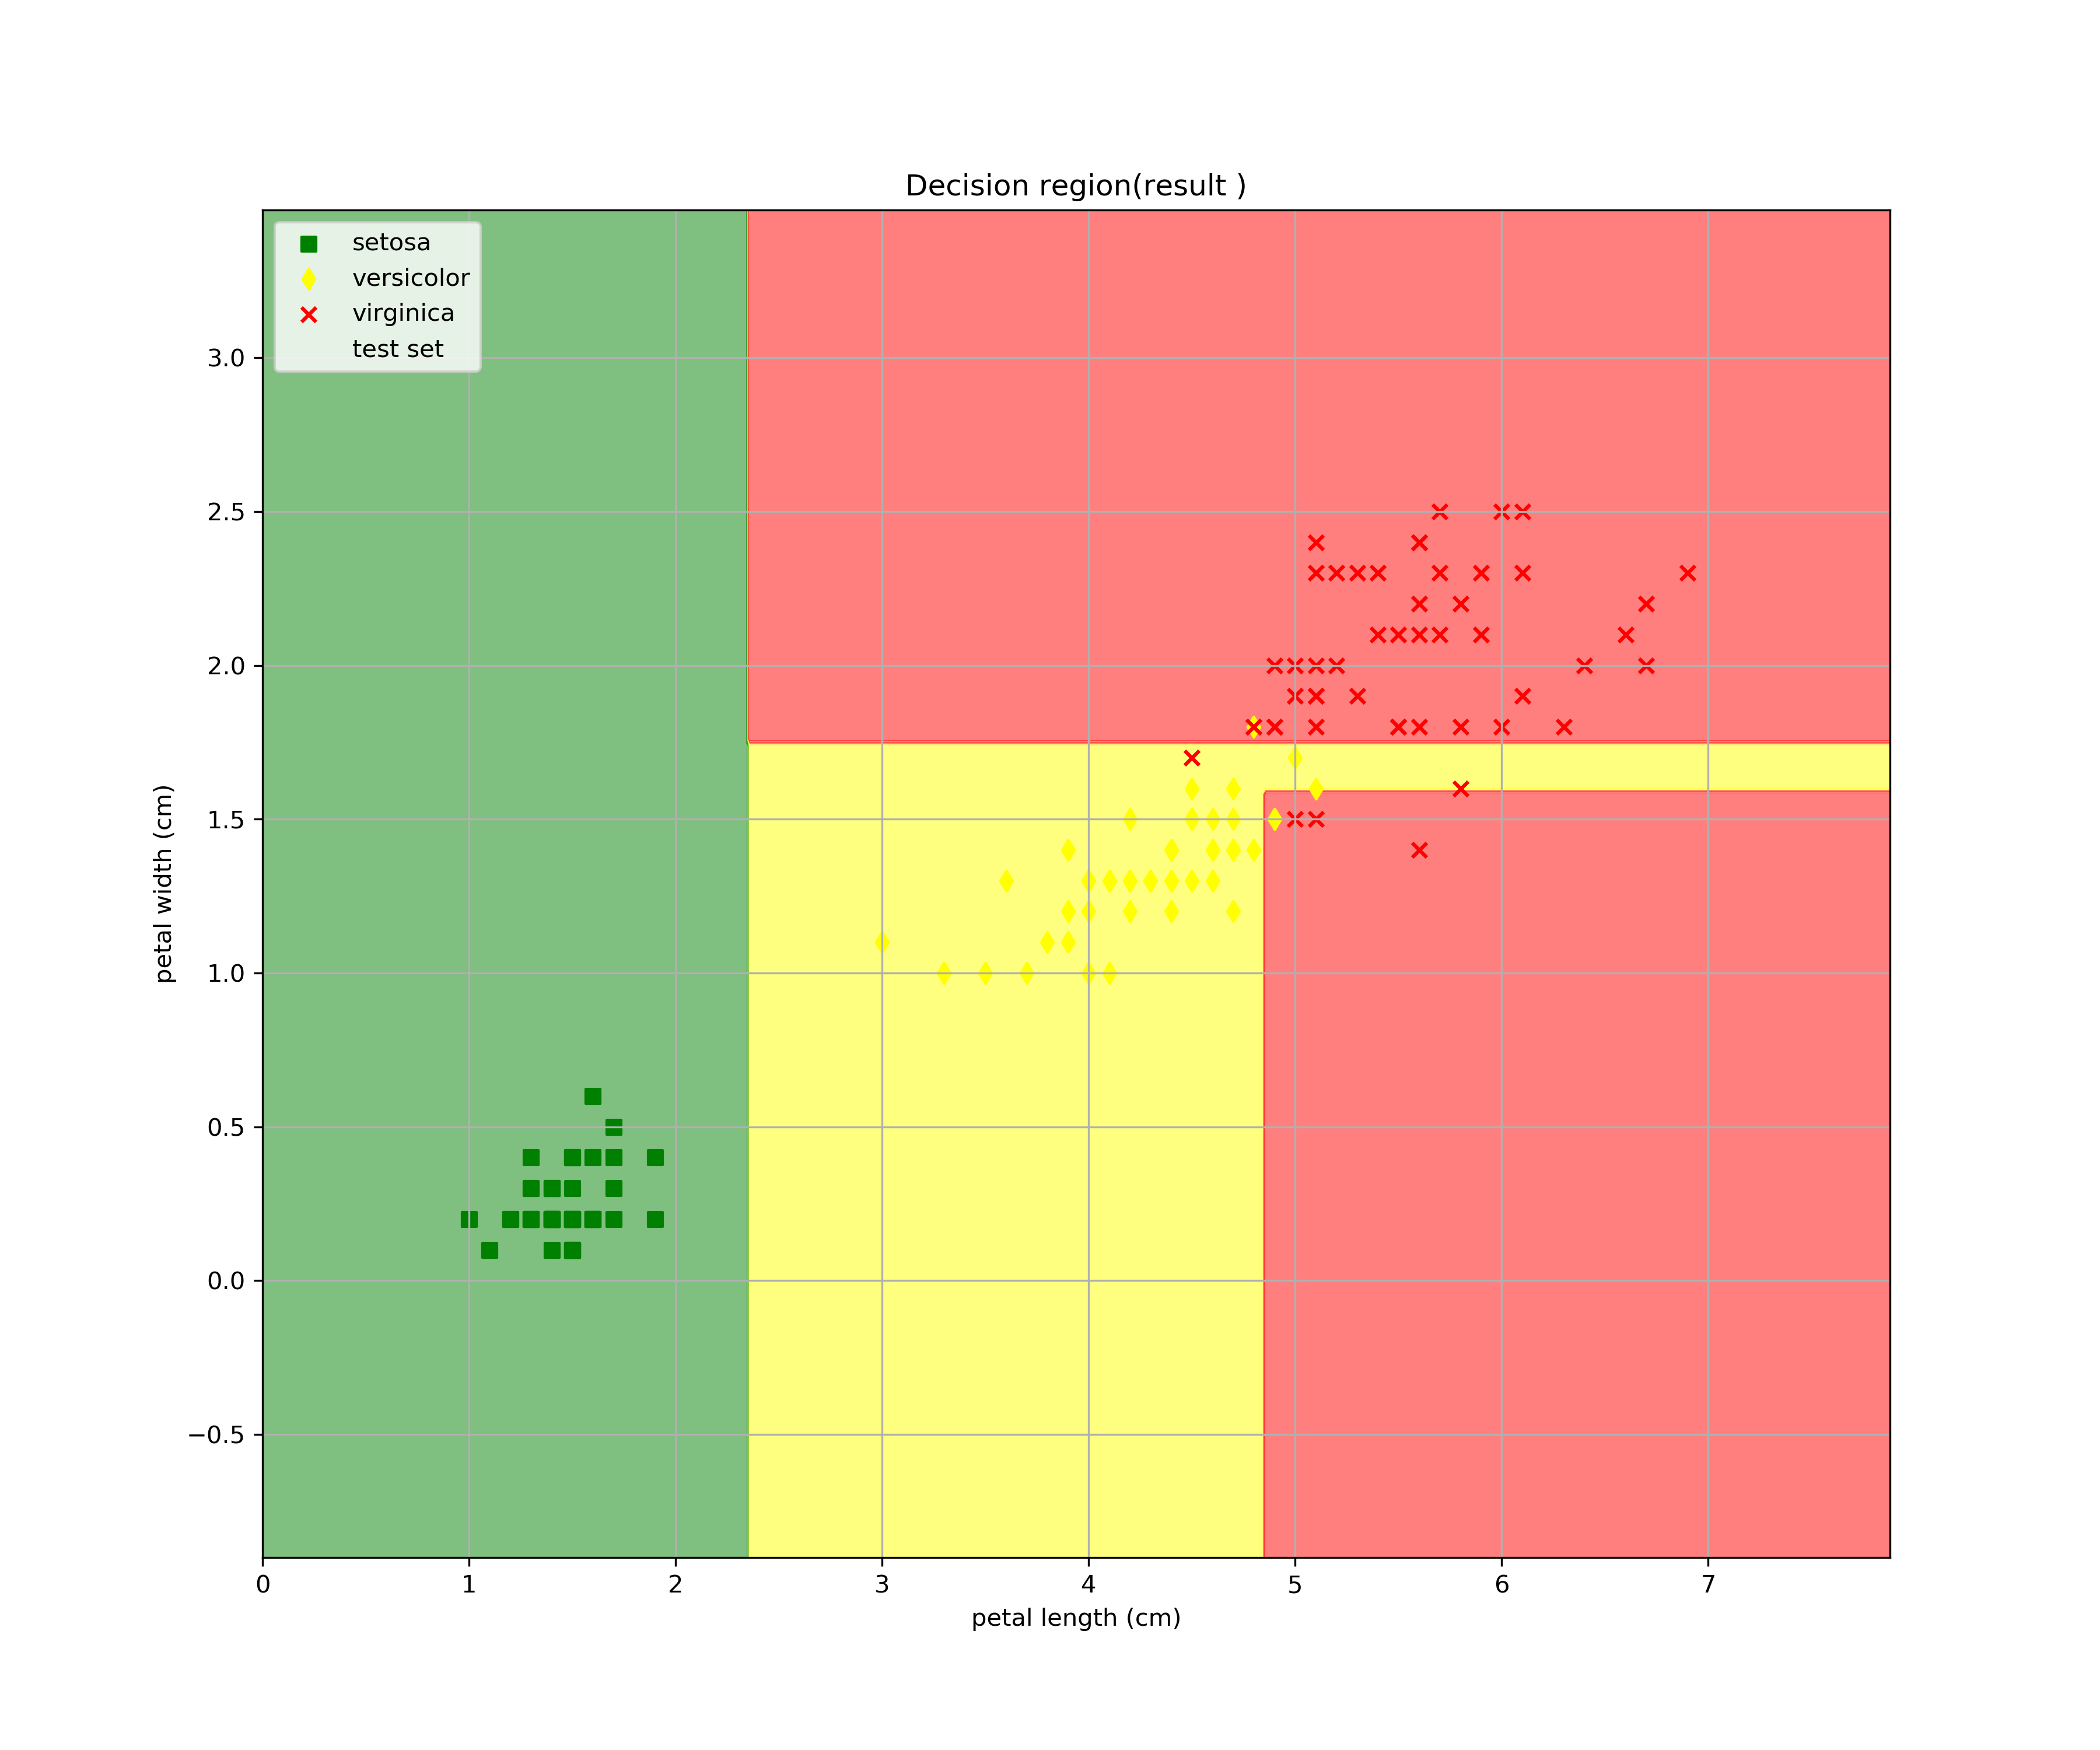 Decision region(result )
setosa
versicolor
virginica
test set
3.0
2.5
2.0
1.5
1.0
0.5
0.0
−0.5
petal width (cm)
0 1 2 3 4 5 6 7
petal length (cm)